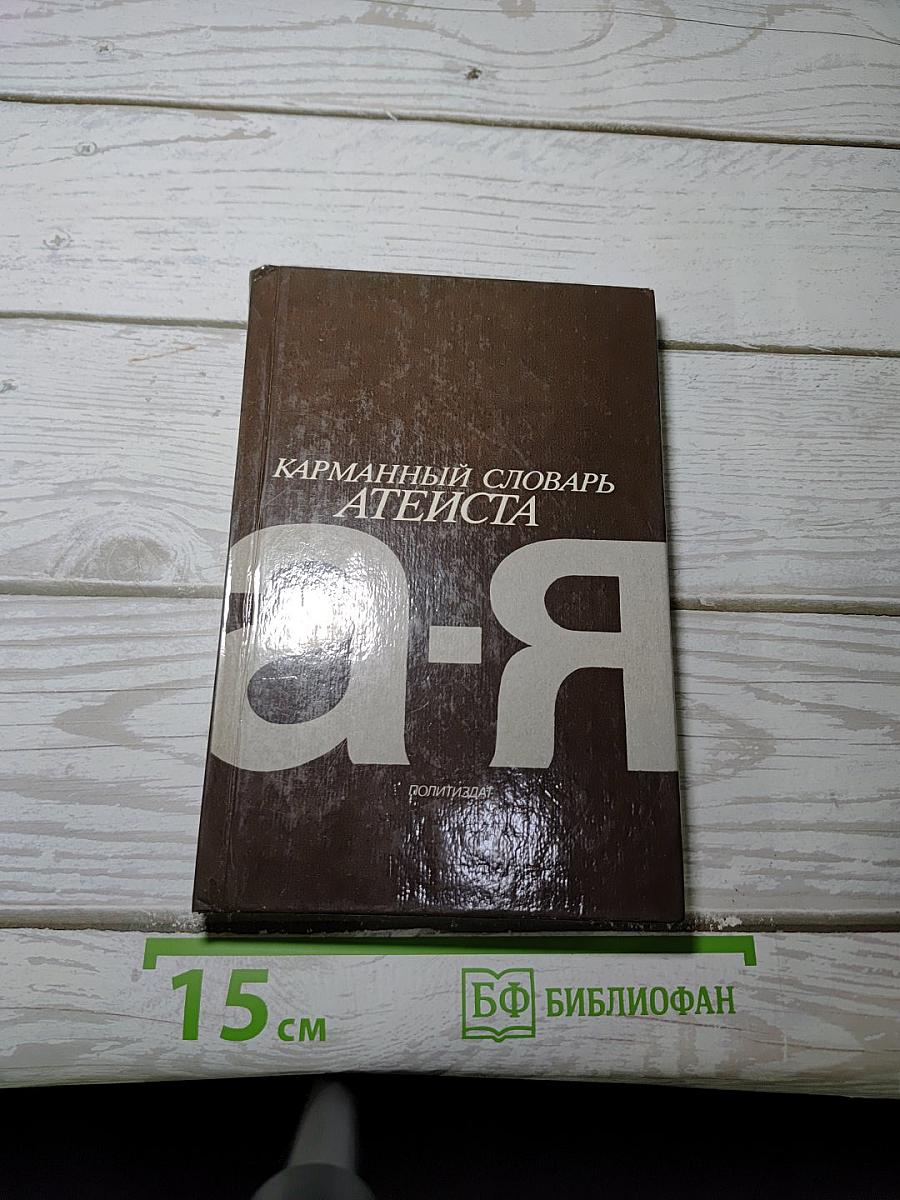 КАРМАННЫЙ СЛОВАРЬ
АТЕИСТА
а-я
ПОЛИТИЗДАТ
15 см
БФ БИБЛИОФАН